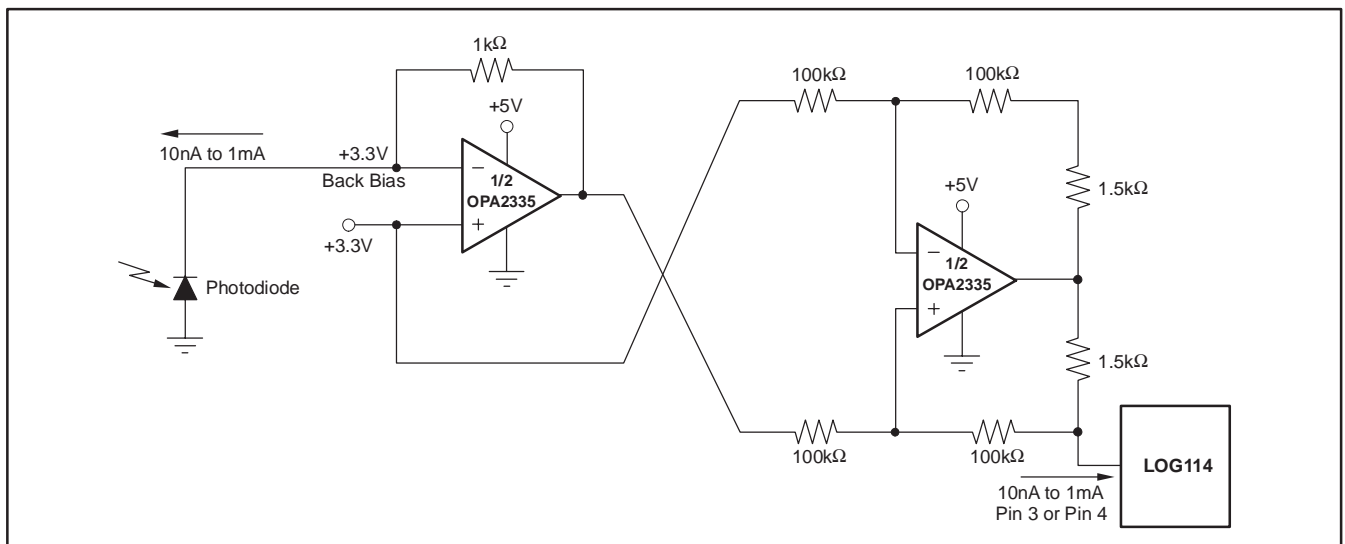 1kΩ
+5V
10nA to 1mA
+3.3V
Back Bias
−
1/2
OPA2335
+
+3.3V
Photodiode
100kΩ
100kΩ
1.5kΩ
+5V
−
1/2
OPA2335
+
1.5kΩ
100kΩ
100kΩ
LOG114
10nA to 1mA
Pin 3 or Pin 4